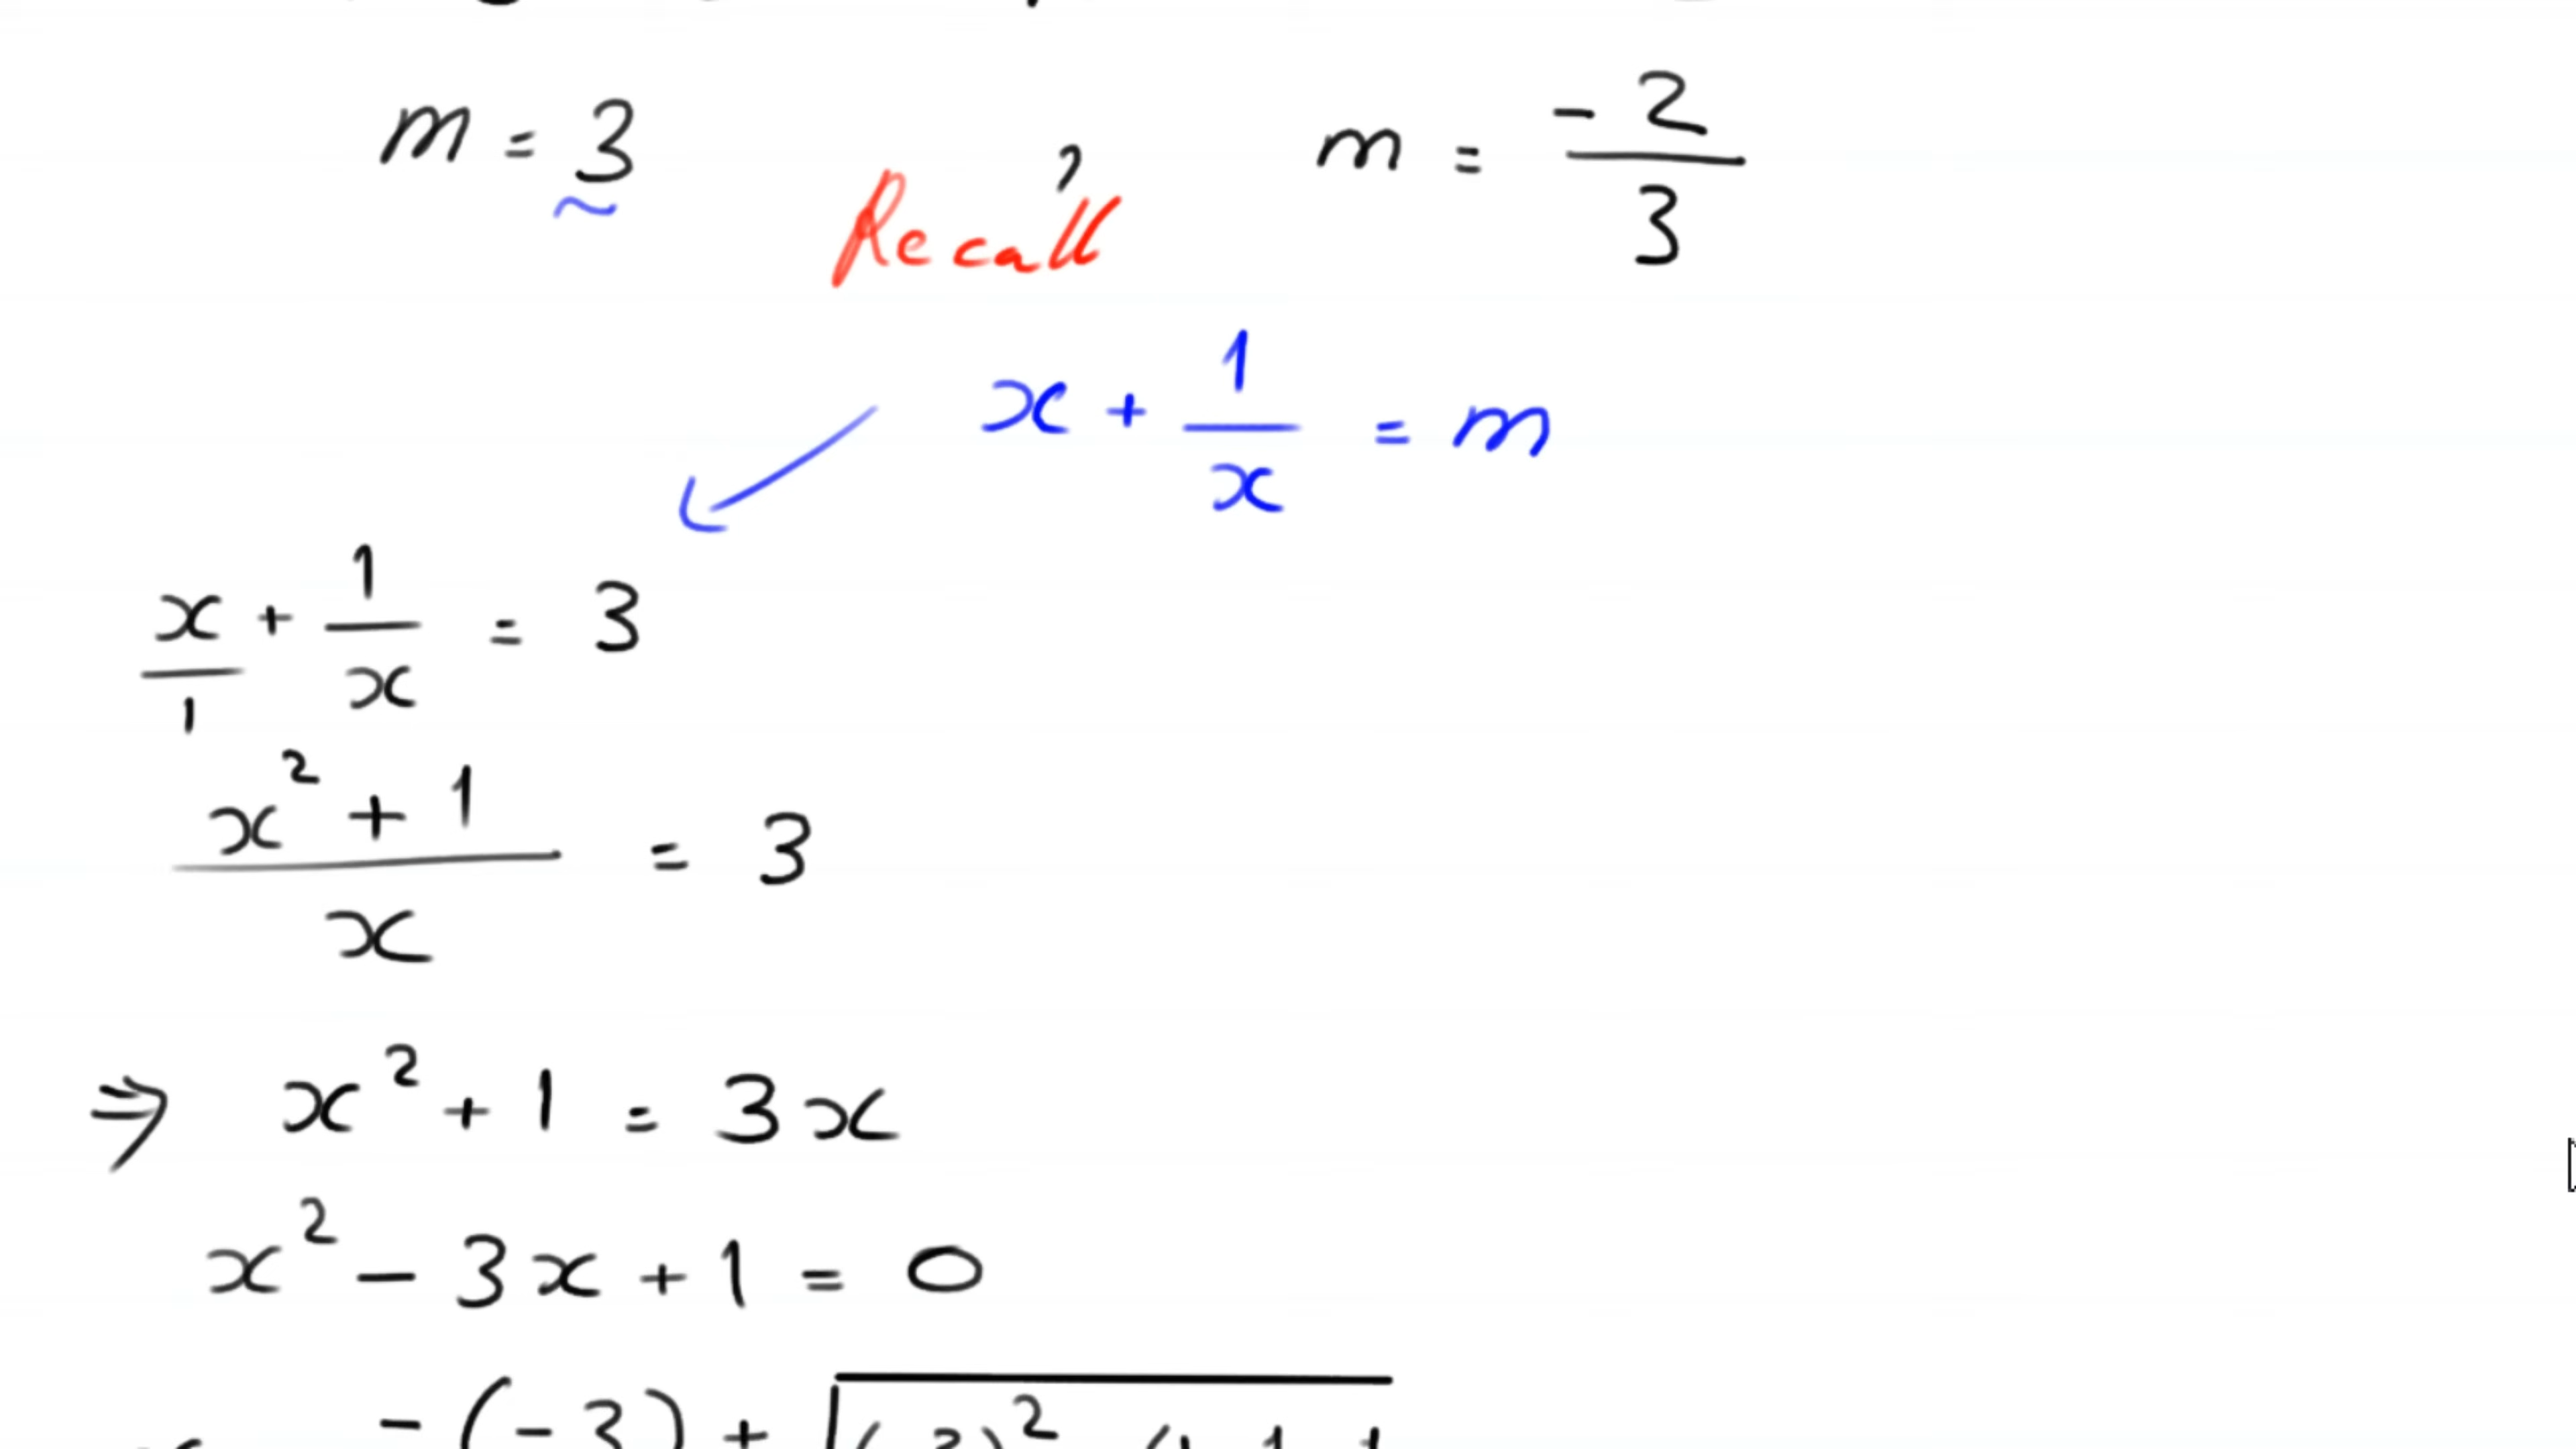 m = 3 , m = -2/3
Recall
x + 1/x = m
x/1 + 1/x = 3
(x² + 1)/x = 3
⇒ x² + 1 = 3x
x² - 3x + 1 = 0